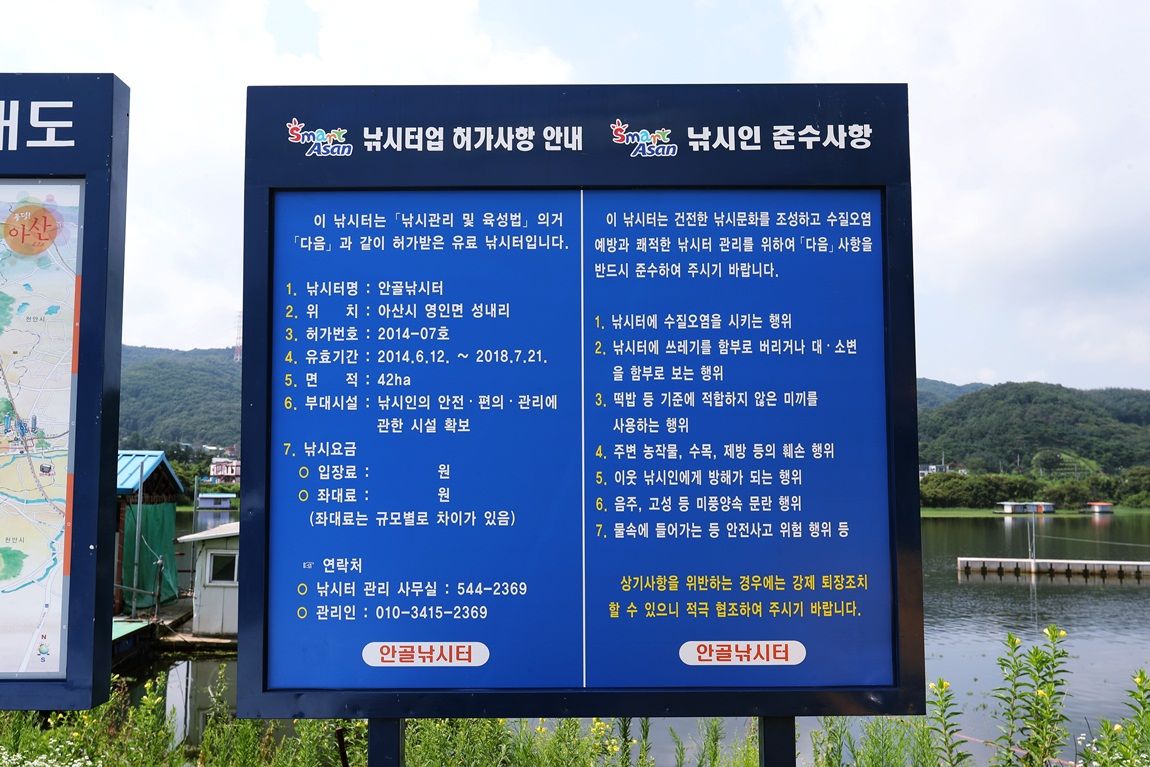 도
아산
천안시
천안시
N
S
Smart Asan 낚시터업 허가사항 안내
이 낚시터는 「낚시관리 및 육성법」 의거
「다음」과 같이 허가받은 유료 낚시터입니다.
1. 낚시터명 : 안골낚시터
2. 위 치 : 아산시 영인면 성내리
3. 허가번호 : 2014-07호
4. 유효기간 : 2014.6.12. ~ 2018.7.21.
5. 면 적 : 42ha
6. 부대시설 : 낚시인의 안전·편의·관리에
관한 시설 확보
7. 낚시요금
○ 입장료 : 원
○ 좌대료 : 원
(좌대료는 규모별로 차이가 있음)
☞ 연락처
○ 낚시터 관리 사무실 : 544-2369
○ 관리인 : 010-3415-2369
안골낚시터
Smart Asan 낚시인 준수사항
이 낚시터는 건전한 낚시문화를 조성하고 수질오염
예방과 쾌적한 낚시터 관리를 위하여「다음」사항을
반드시 준수하여 주시기 바랍니다.
1. 낚시터에 수질오염을 시키는 행위
2. 낚시터에 쓰레기를 함부로 버리거나 대·소변
을 함부로 보는 행위
3. 떡밥 등 기준에 적합하지 않은 미끼를
사용하는 행위
4. 주변 농작물, 수목, 제방 등의 훼손 행위
5. 이웃 낚시인에게 방해가 되는 행위
6. 음주, 고성 등 미풍양속 문란 행위
7. 물속에 들어가는 등 안전사고 위험 행위 등
상기사항을 위반하는 경우에는 강제 퇴장조치
할 수 있으니 적극 협조하여 주시기 바랍니다.
안골낚시터